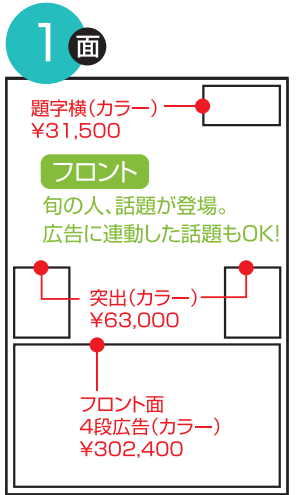 1面
題字横(カラー)
¥31,500
フロント
旬の人、話題が登場。
広告に連動した話題もOK!
突出(カラー)
¥63,000
フロント面
4段広告(カラー)
¥302,400